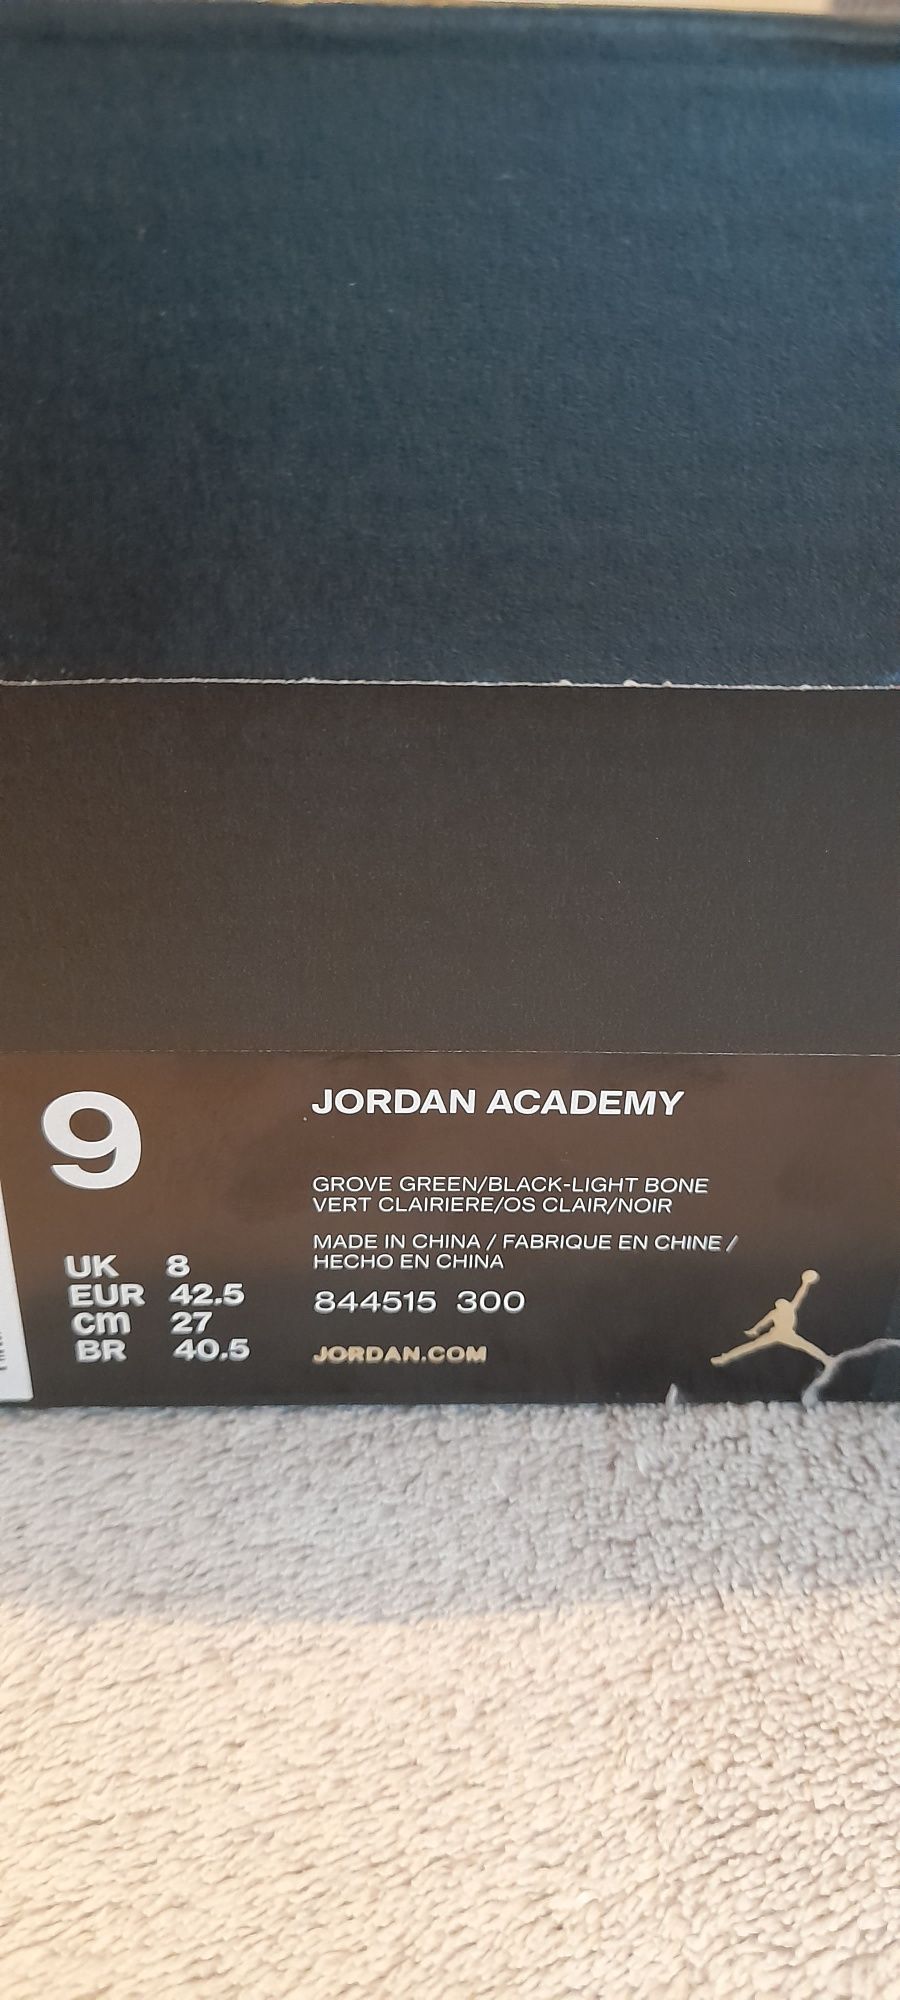 9
JORDAN ACADEMY
GROVE GREEN/BLACK-LIGHT BONE
VERT CLAIRIERE/OS CLAIR/NOIR
MADE IN CHINA / FABRIQUE EN CHINE /
HECHO EN CHINA
844515 300
JORDAN.COM
UK 8
EUR 42.5
cm 27
BR 40.5